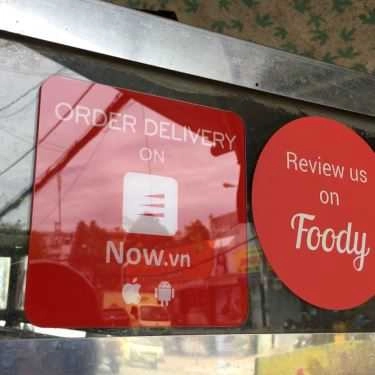 ORDER DELIVERY
ON
Now.vn
Review us
on
Foody